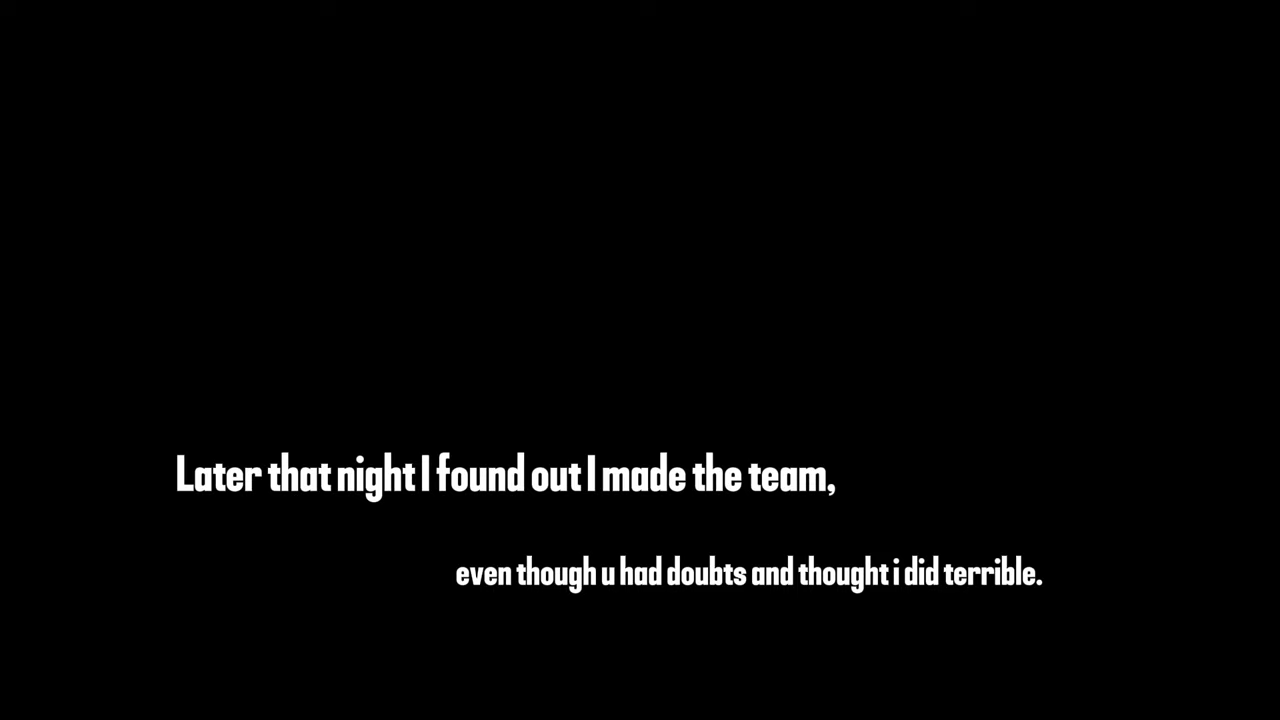 Later that night I found out I made the team,
even though u had doubts and thought i did terrible.